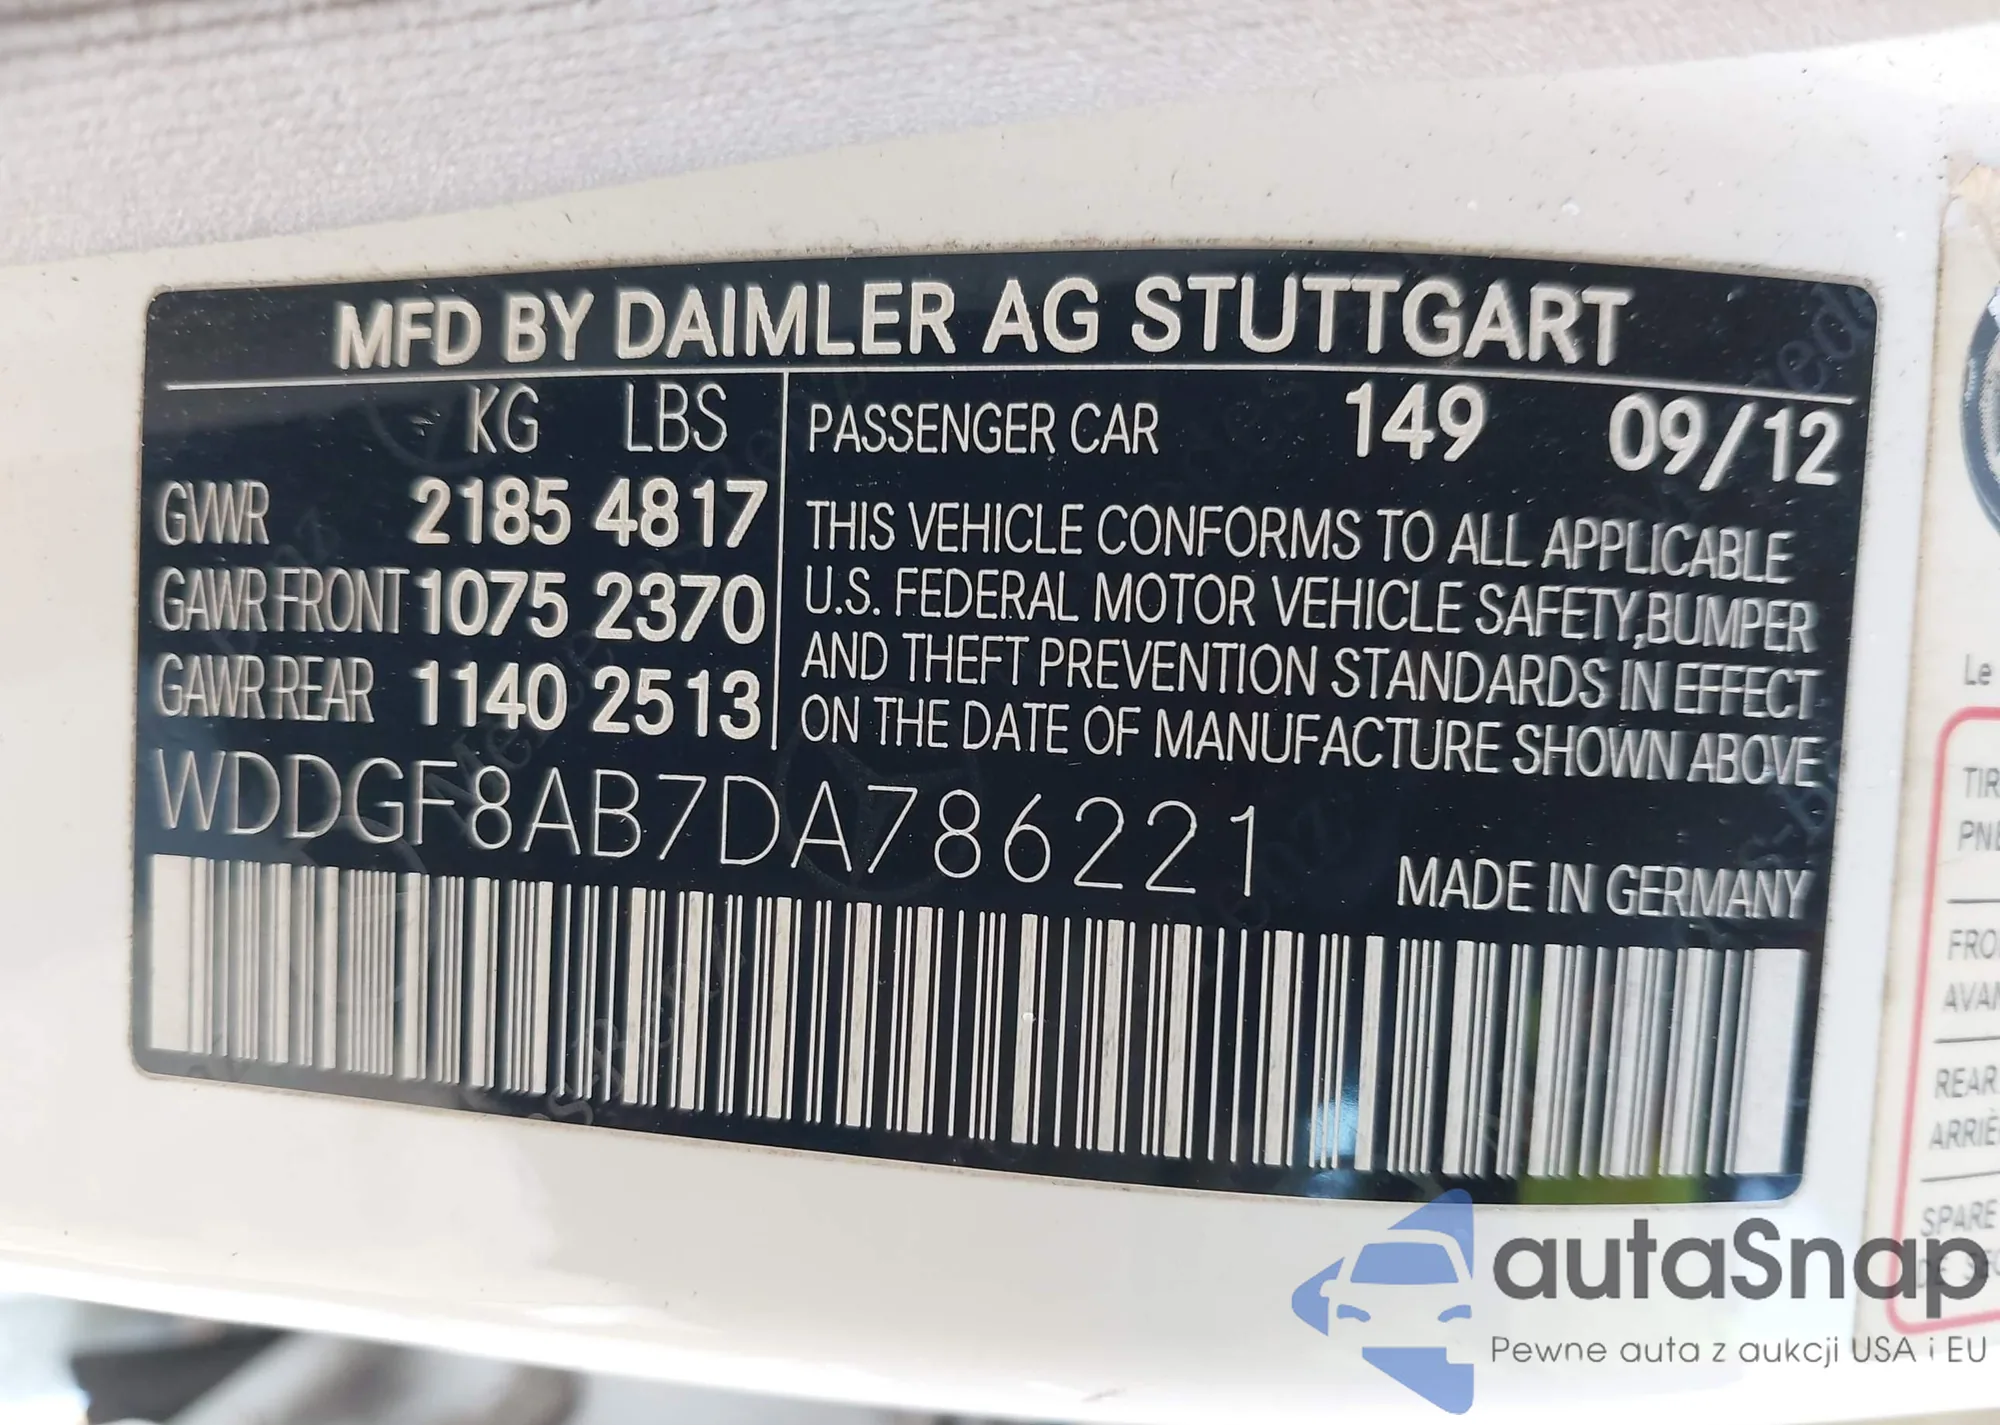 MFD BY DAIMLER AG STUTTGART
KG LBS
GVWR 2185 4817
GAWR FRONT 1075 2370
GAWR REAR 1140 2513
PASSENGER CAR 149 09/12
THIS VEHICLE CONFORMS TO ALL APPLICABLE
U.S. FEDERAL MOTOR VEHICLE SAFETY, BUMPER
AND THEFT PREVENTION STANDARDS IN EFFECT
ON THE DATE OF MANUFACTURE SHOWN ABOVE
WDDGF8AB7DA786221
MADE IN GERMANY
Le
REAR
SPARE
autaSnap
Pewne auta z aukcji USA i EU